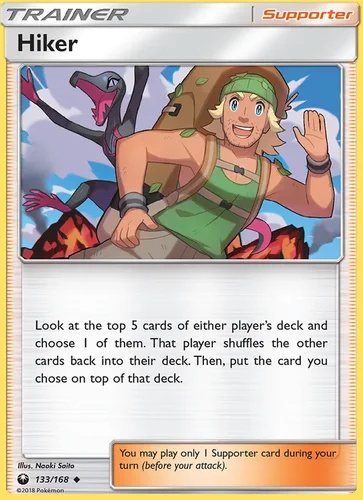 TRAINER Supporter
Hiker
Look at the top 5 cards of either player's deck and
choose 1 of them. That player shuffles the other
cards back into their deck. Then, put the card you
chose on top of that deck.
Illus. Naoki Saito
133/168 ◆
©2018 Pokémon
You may play only 1 Supporter card during your
turn (before your attack).